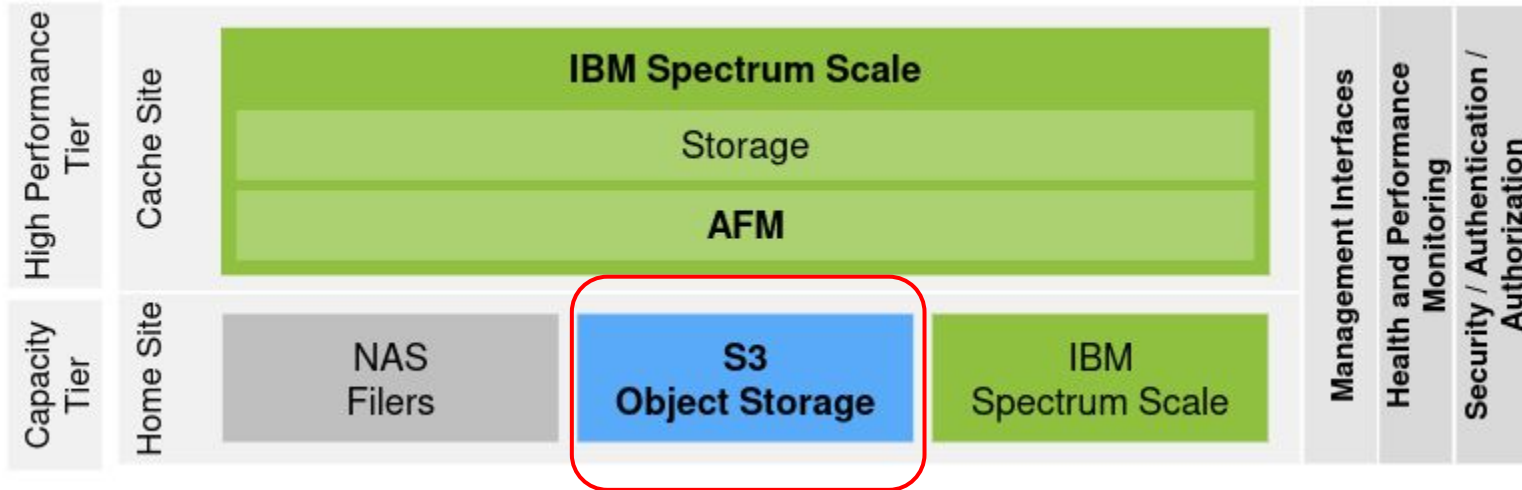 High Performance
Tier
Cache Site
IBM Spectrum Scale
Storage
AFM
Capacity
Tier
Home Site
NAS
Filers
S3
Object Storage
IBM
Spectrum Scale
Management Interfaces
Health and Performance
Monitoring
Security / Authentication /
Authorization